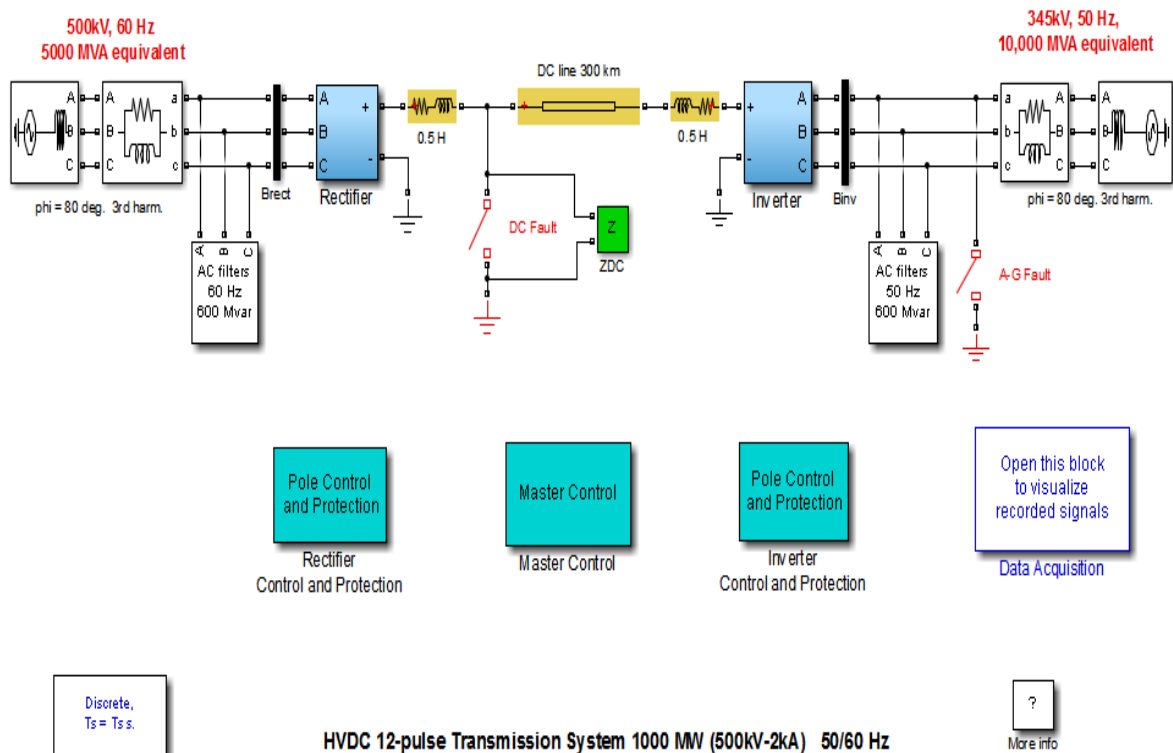 500kV, 60 Hz
5000 MVA equivalent
345kV, 50 Hz,
10,000 MVA equivalent
DC line 300 km
A
B
C
A
B
C
a
b
c
A
B
C
+
-
+
+
-
A
B
C
a
b
c
A
B
C
A
B
C
0.5 H
0.5 H
Brect
Rectifier
Inverter
Binv
phi = 80 deg. 3rd harm.
phi = 80 deg. 3rd harm.
DC Fault
Z
ZDC
A-G Fault
A
B
C
AC filters
60 Hz
600 Mvar
A
B
C
AC filters
50 Hz
600 Mvar
Pole Control
and Protection
Rectifier
Control and Protection
Master Control
Master Control
Pole Control
and Protection
Inverter
Control and Protection
Open this block
to visualize
recorded signals
Data Acquisition
Discrete,
Ts = Ts s.
HVDC 12-pulse Transmission System 1000 MW (500kV-2kA) 50/60 Hz
?
More info